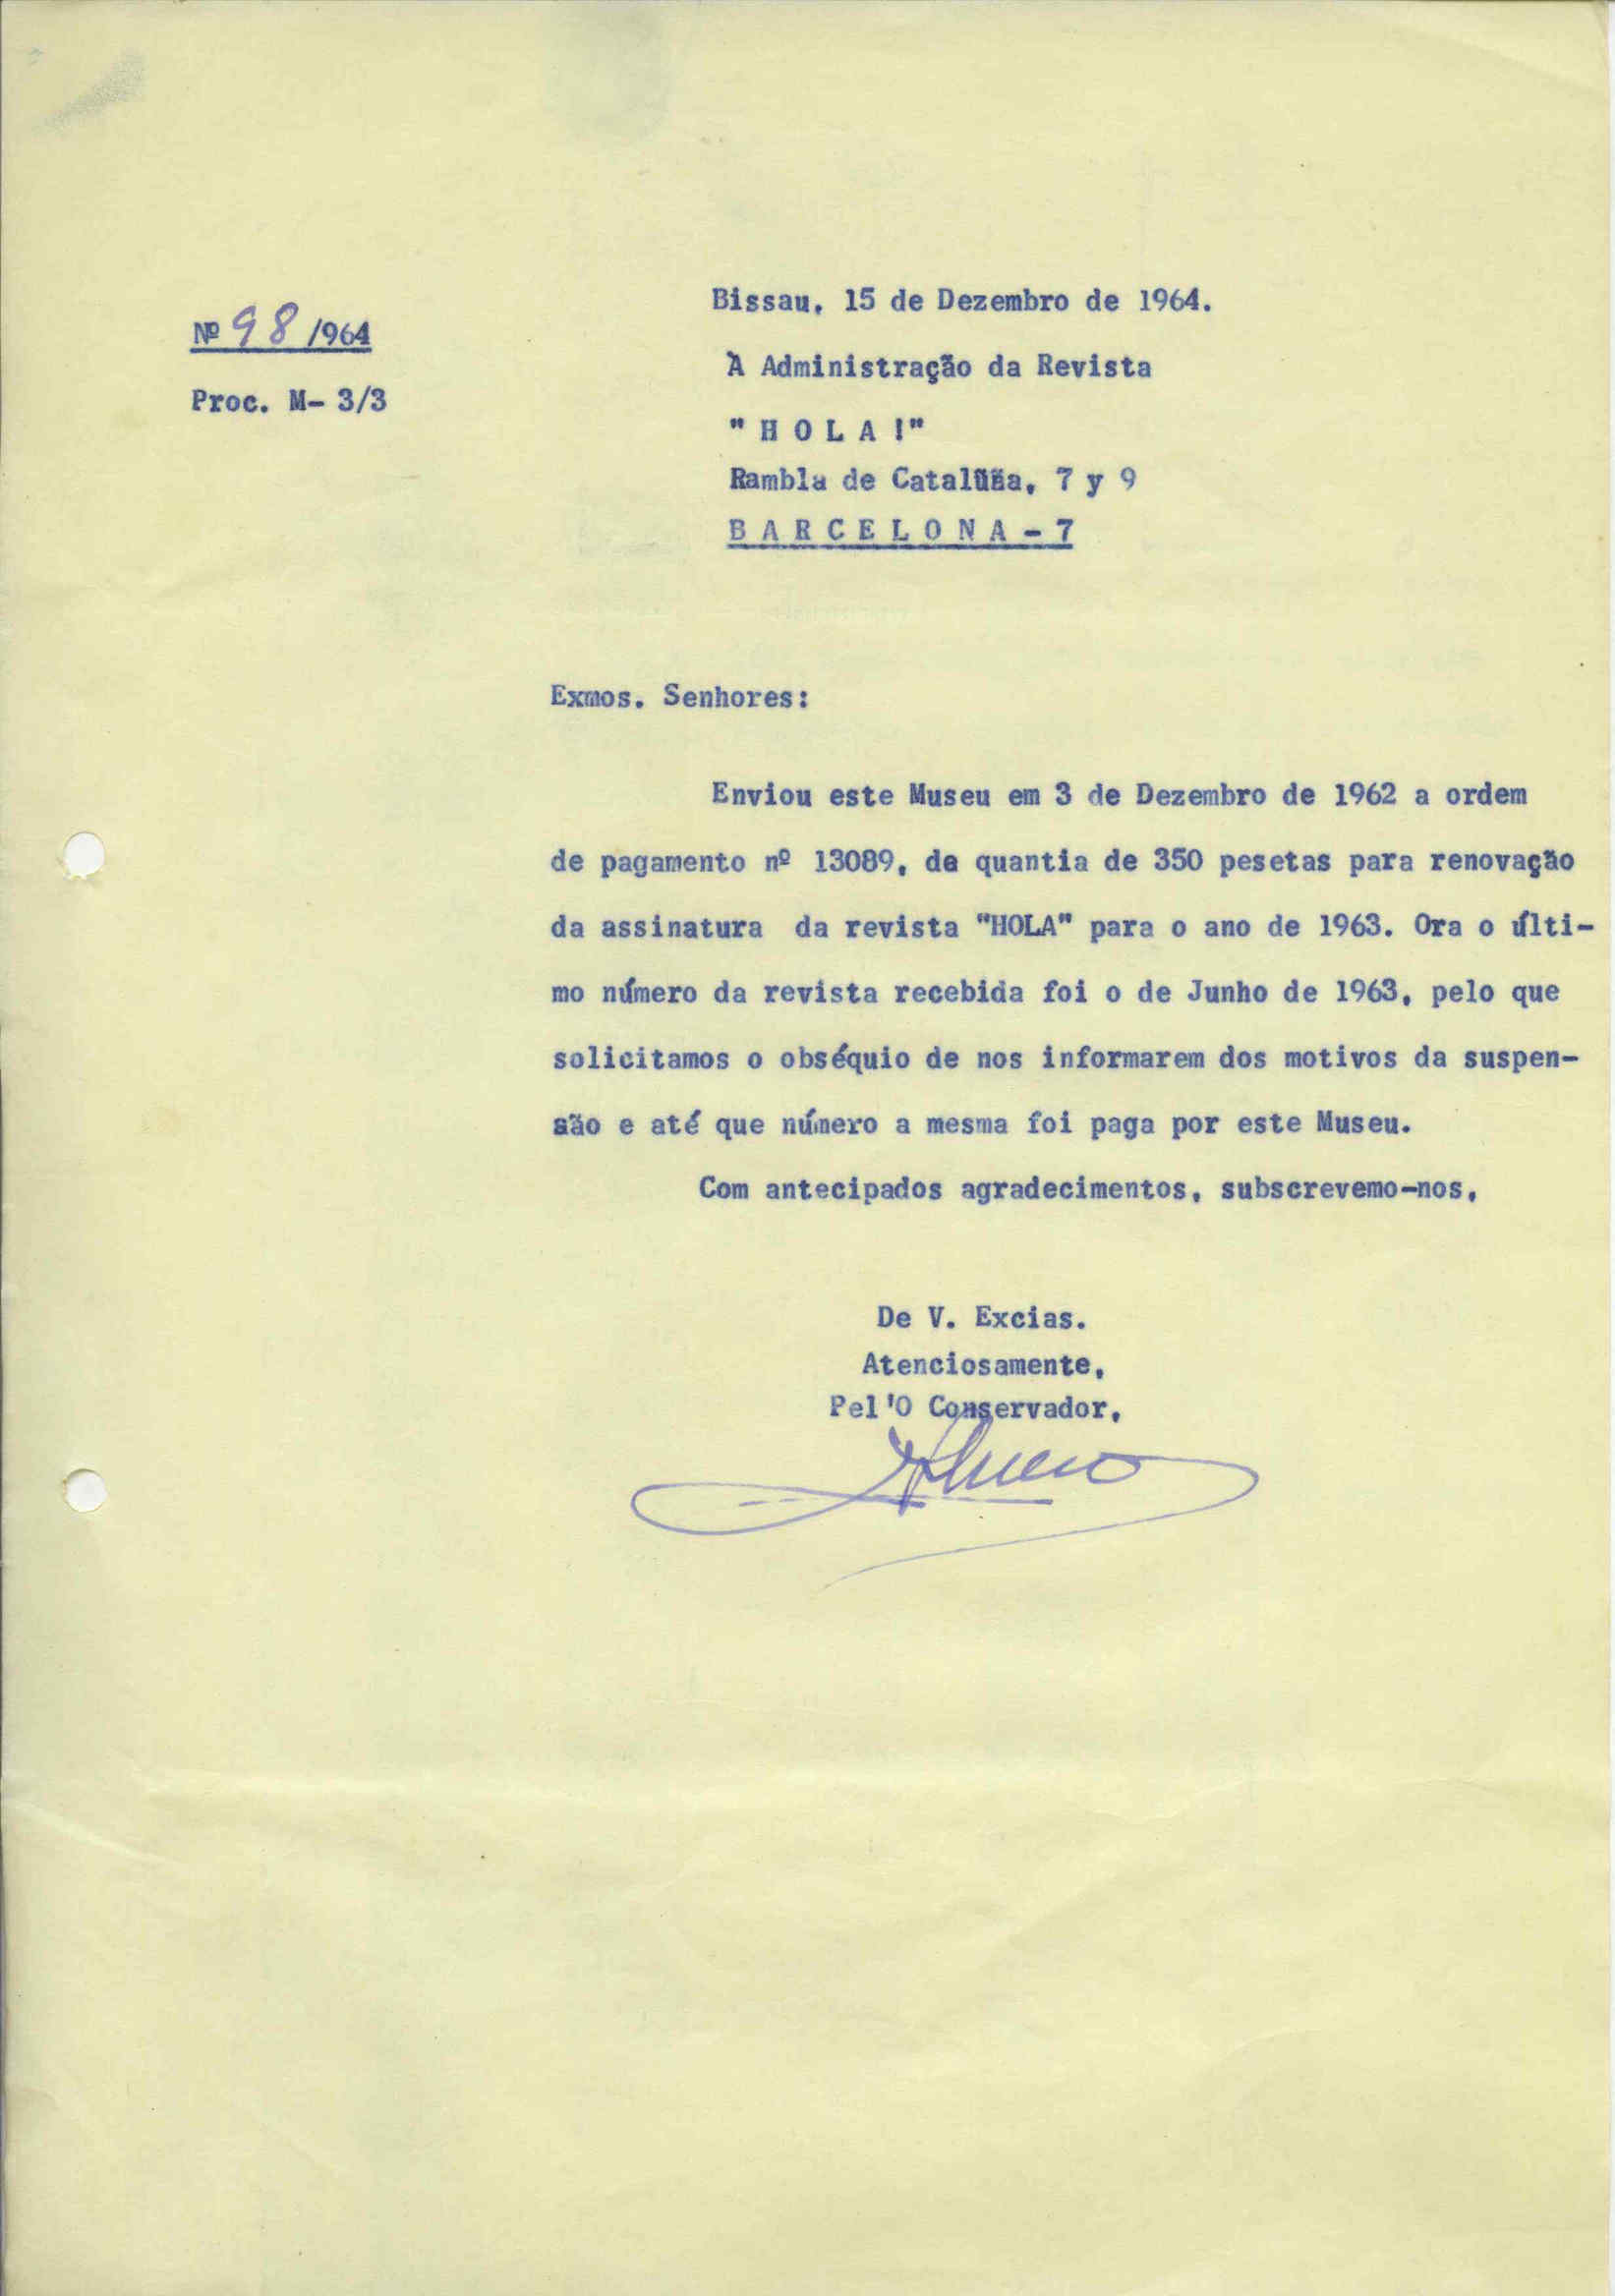 Bissau, 15 de Dezembro de 1964.
Nº 98/964
À Administração da Revista
Proc. M- 3/3
"H O L A !"
Rambla de Cataluña, 7 y 9
B A R C E L O N A - 7
Exmos. Senhores:
Enviou este Museu em 3 de Dezembro de 1962 a ordem
de pagamento nº 13089, da quantia de 350 pesetas para renovação
da assinatura da revista "HOLA" para o ano de 1963. Ora o últi-
mo número da revista recebida foi o de Junho de 1963, pelo que
solicitamos o obséquio de nos informarem dos motivos da suspen-
são e até que número a mesma foi paga por este Museu.
Com antecipados agradecimentos, subscrevemo-nos,
De V. Excias.
Atenciosamente,
Pel'O Conservador,